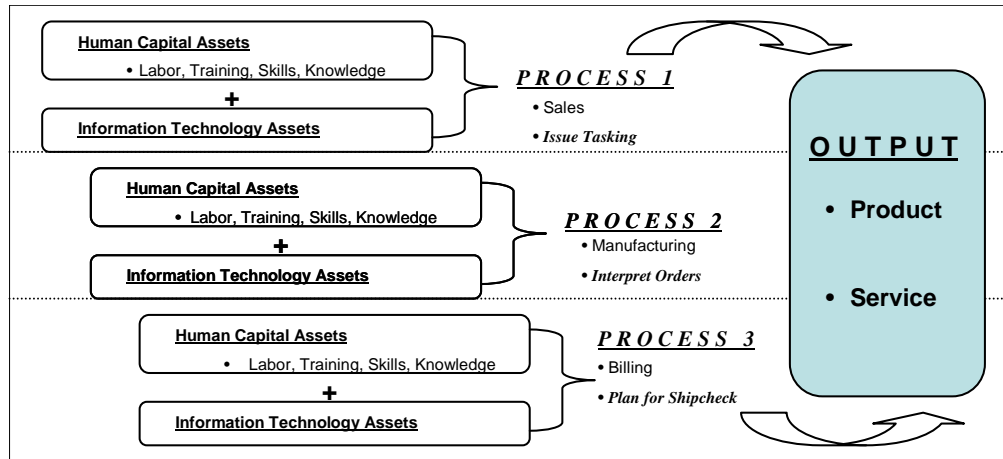 Human Capital Assets
• Labor, Training, Skills, Knowledge
+
Information Technology Assets
PROCESS 1
• Sales
• Issue Tasking
Human Capital Assets
• Labor, Training, Skills, Knowledge
+
Information Technology Assets
PROCESS 2
• Manufacturing
• Interpret Orders
Human Capital Assets
• Labor, Training, Skills, Knowledge
+
Information Technology Assets
PROCESS 3
• Billing
• Plan for Shipcheck
OUTPUT
• Product
• Service